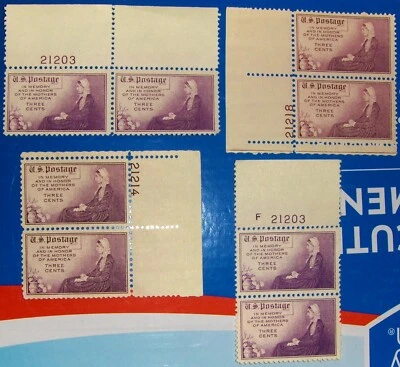 21203
U.S. Postage
IN MEMORY
AND IN HONOR
OF THE MOTHERS
OF AMERICA
THREE
CENTS
U.S. Postage
IN MEMORY
AND IN HONOR
OF THE MOTHERS
OF AMERICA
THREE
CENTS
IN MEMORY
AND IN HONOR
OF THE MOTHERS
OF AMERICA
THREE
CENTS
U.S. Postage
IN MEMORY
AND IN HONOR
OF THE MOTHERS
OF AMERICA
THREE
CENTS
21218
U.S. Postage
IN MEMORY
AND IN HONOR
OF THE MOTHERS
OF AMERICA
THREE
CENTS
U.S. Postage
IN MEMORY
AND IN HONOR
OF THE MOTHERS
OF AMERICA
THREE
CENTS
21214
F 21203
U.S. Postage
IN MEMORY
AND IN HONOR
OF THE MOTHERS
OF AMERICA
THREE
CENTS
U.S. Postage
IN MEMORY
AND IN HONOR
OF THE MOTHERS
OF AMERICA
THREE
CENTS
CUTI
MEN